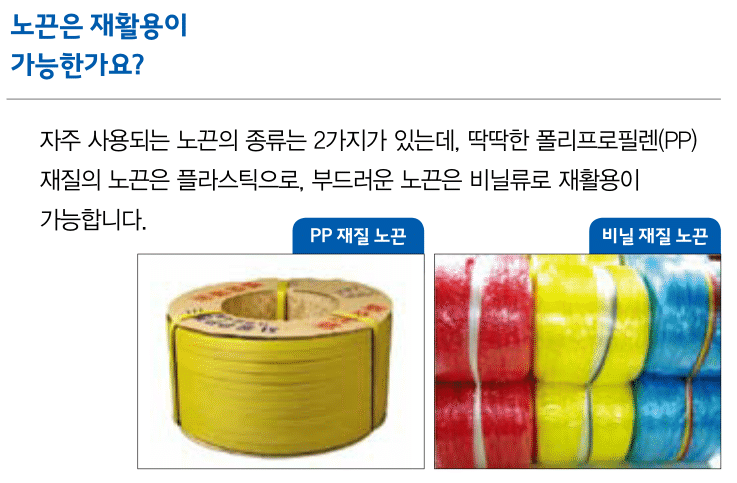 노끈은 재활용이
가능한가요?
자주 사용되는 노끈의 종류는 2가지가 있는데, 딱딱한 폴리프로필렌(PP)
재질의 노끈은 플라스틱으로, 부드러운 노끈은 비닐류로 재활용이
가능합니다.
PP 재질 노끈
비닐 재질 노끈